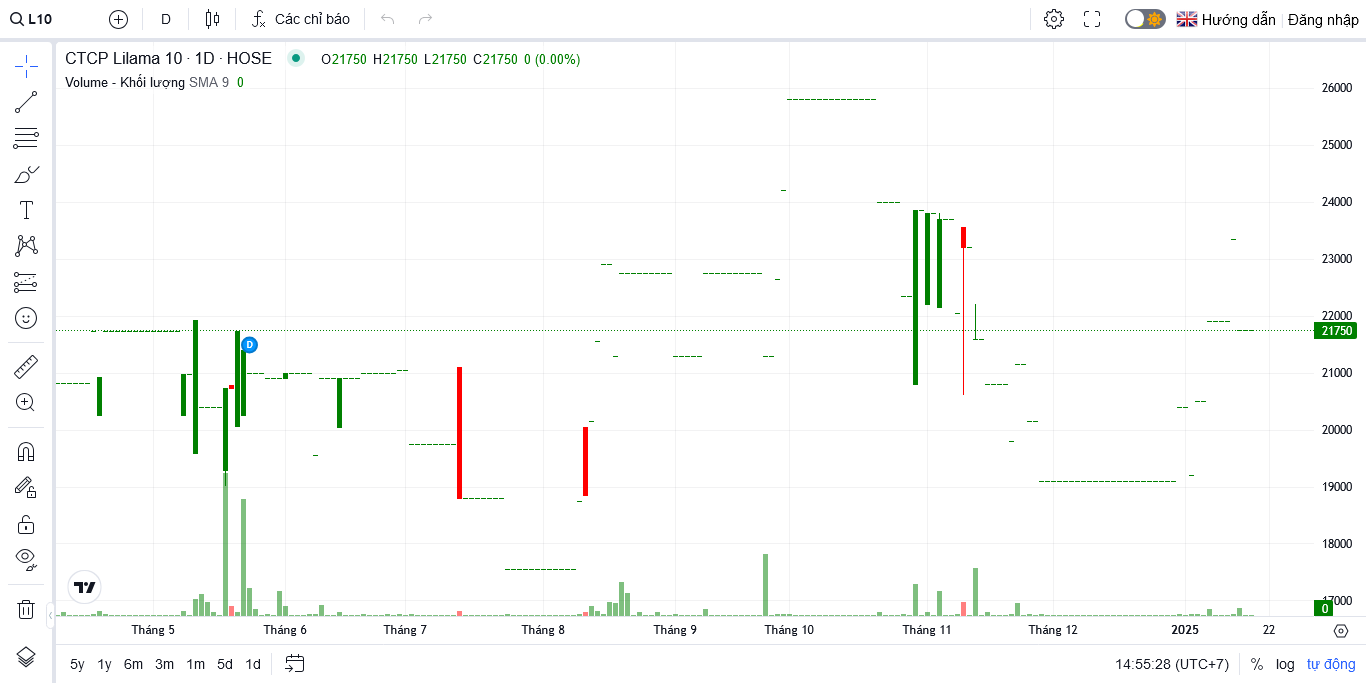 L10 D Các chỉ báo Hướng dẫn Đăng nhập
CTCP Lilama 10 · 1D · HOSE O21750 H21750 L21750 C21750 0 (0.00%)
Volume - Khối lượng SMA 9 0
26000
25000
24000
23000
22000
21750
21000
20000
19000
18000
17000
0
D
Tháng 5 Tháng 6 Tháng 7 Tháng 8 Tháng 9 Tháng 10 Tháng 11 Tháng 12 2025 22
5y 1y 6m 3m 1m 5d 1d 14:55:28 (UTC+7) % log tự động